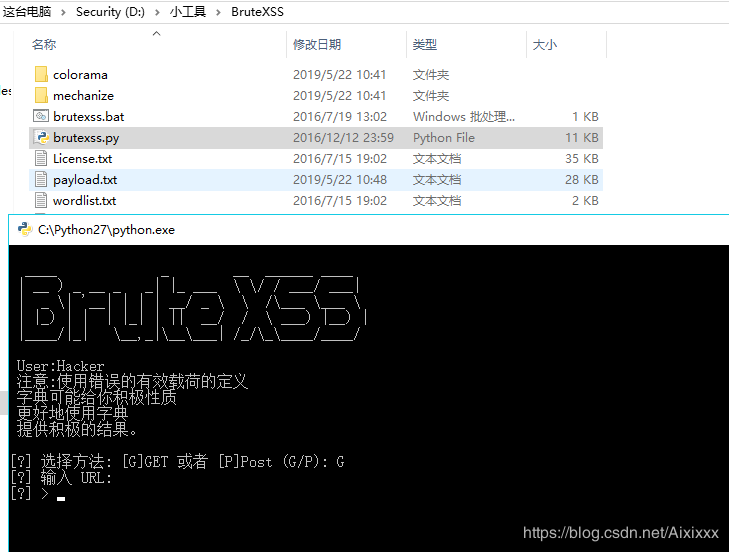 这台电脑 > Security (D:) > 小工具 > BruteXSS
名称 修改日期 类型 大小
colorama 2019/5/22 10:41 文件夹
mechanize 2019/5/22 10:41 文件夹
brutexss.bat 2016/7/19 13:02 Windows 批处理... 1 KB
brutexss.py 2016/12/12 23:59 Python File 11 KB
License.txt 2016/7/15 19:02 文本文档 35 KB
payload.txt 2019/5/22 10:48 文本文档 28 KB
wordlist.txt 2016/7/15 19:02 文本文档 2 KB
C:\Python27\python.exe
Brute XSS
User:Hacker
注意:使用错误的有效载荷的定义
字典可能给你积极性质
更好地使用字典
提供积极的结果。
[?] 选择方法: [G]GET 或者 [P]Post (G/P): G
[?] 输入 URL:
[?] > _
https://blog.csdn.net/Aixixxx